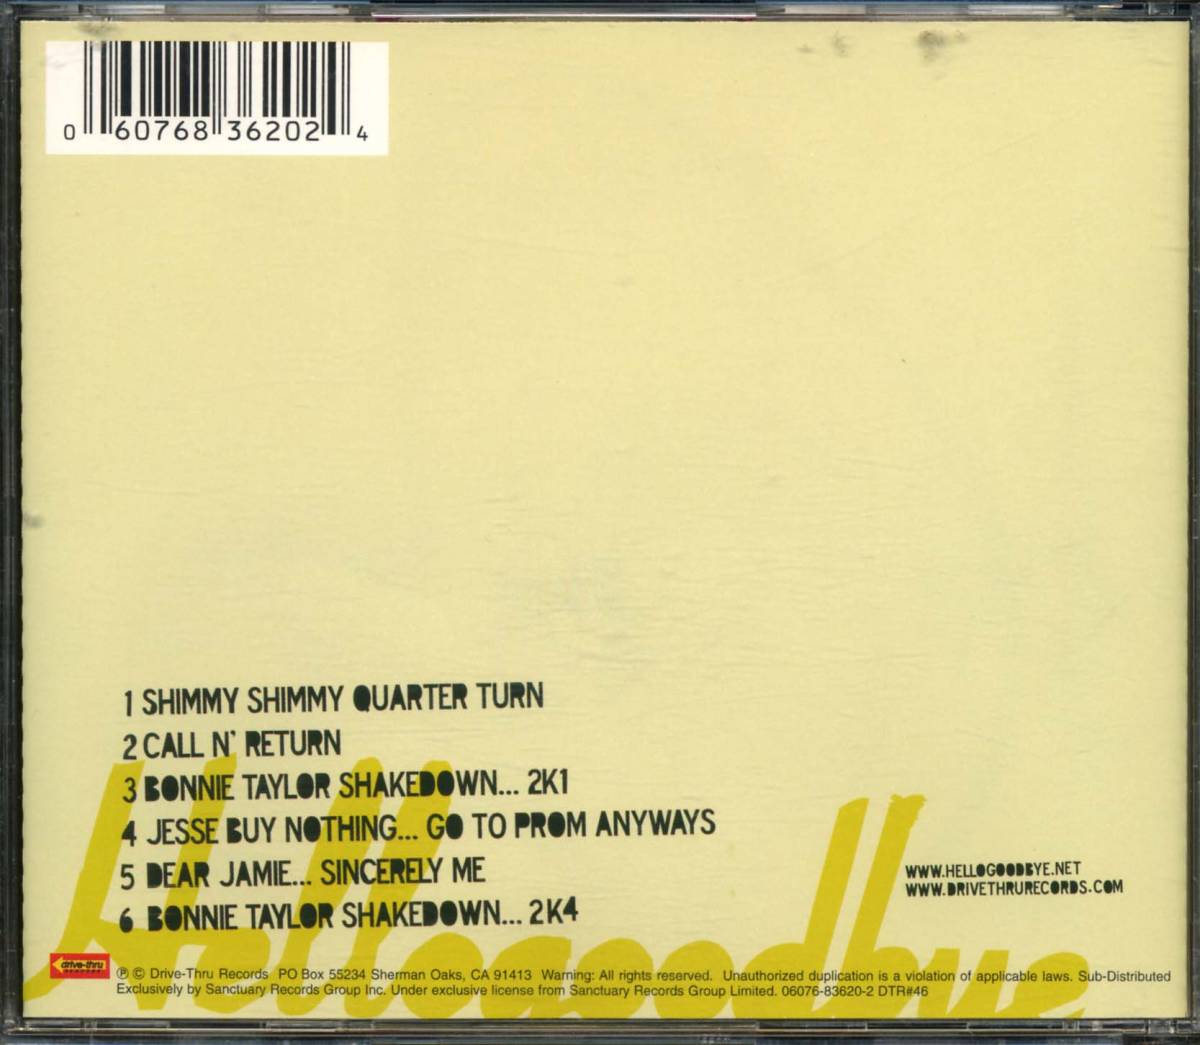 0 60768 36202 4
1 SHIMMY SHIMMY QUARTER TURN
2 CALL N' RETURN
3 BONNIE TAYLOR SHAKEDOWN... 2K1
4 JESSE BUY NOTHING... GO TO PROM ANYWAYS
5 DEAR JAMIE... SINCERELY ME
6 BONNIE TAYLOR SHAKEDOWN... 2K4
WWW.HELLOGOODBYE.NET
WWW.DRIVETHRURECORDS.COM
Hellogoodbye
drive-thru
RECORDS
℗ © Drive-Thru Records PO Box 55234 Sherman Oaks, CA 91413 Warning: All rights reserved. Unauthorized duplication is a violation of applicable laws. Sub-Distributed
Exclusively by Sanctuary Records Group Inc. Under exclusive license from Sanctuary Records Group Limited. 06076-83620-2 DTR#46